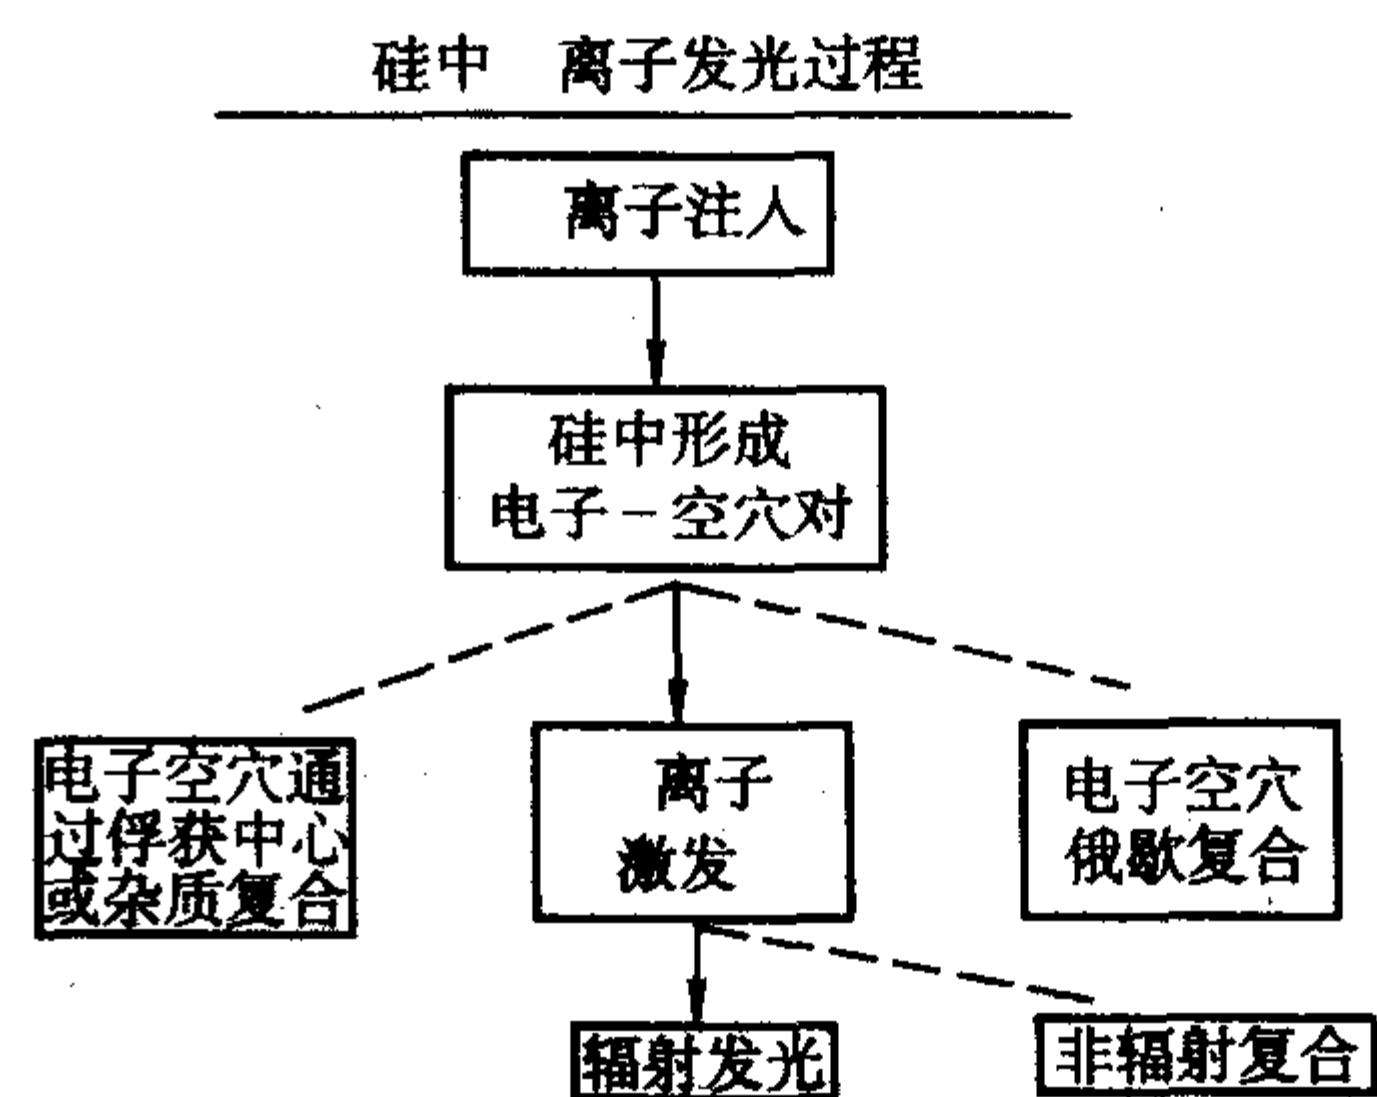 硅中 离子发光过程
离子注人
硅中形成
电子－空穴对
电子空穴通
过俘获中心
或杂质复合
离子
激发
电子空穴
俄歇复合
辐射发光
非辐射复合